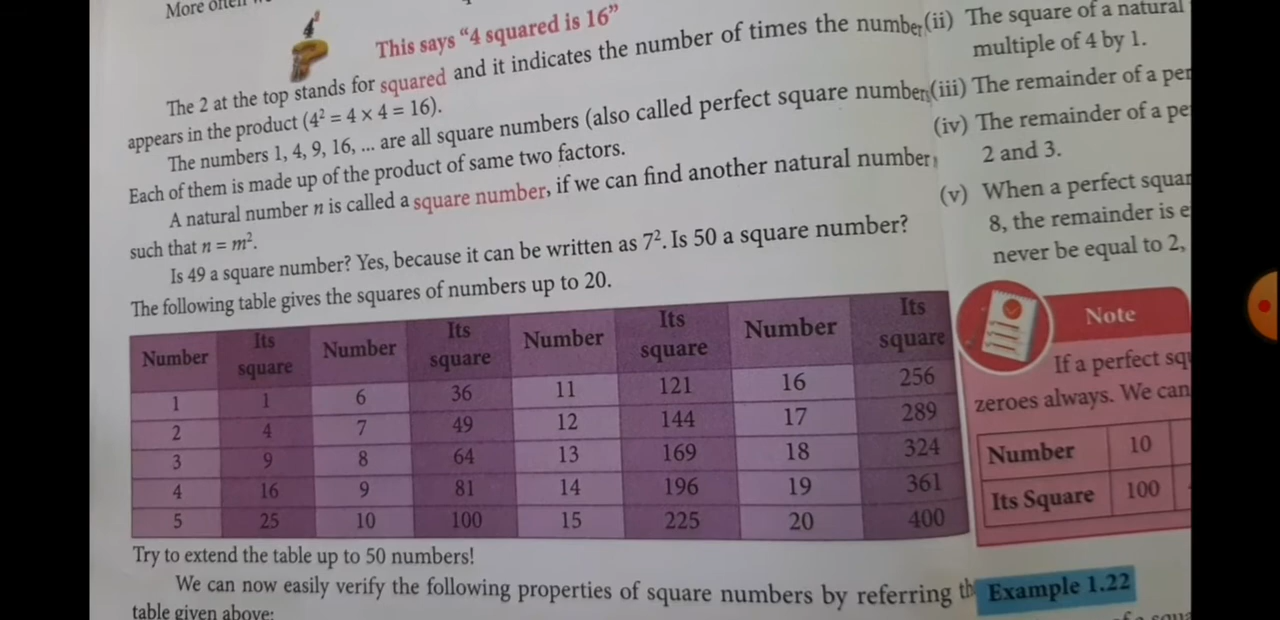 More often
4²
This says “4 squared is 16”
The 2 at the top stands for squared and it indicates the number of times the number
appears in the product (4² = 4 × 4 = 16).
The numbers 1, 4, 9, 16, ... are all square numbers (also called perfect square number
Each of them is made up of the product of same two factors.
A natural number n is called a square number, if we can find another natural number
such that n = m².
Is 49 a square number? Yes, because it can be written as 7². Is 50 a square number?
The following table gives the squares of numbers up to 20.
Number Its square Number Its square Number Its square Number Its square
1 1 6 36 11 121 16 256
2 4 7 49 12 144 17 289
3 9 8 64 13 169 18 324
4 16 9 81 14 196 19 361
5 25 10 100 15 225 20 400
Try to extend the table up to 50 numbers!
We can now easily verify the following properties of square numbers by referring
table given above:
(ii) The square of a natural
multiple of 4 by 1.
(iii) The remainder of a
(iv) The remainder of a
2 and 3.
(v) When a perfect
8, the remainder is
never be equal to 2,
Note
If a perfect
zeroes always. We can
Number 10
Its Square 100
Example 1.22